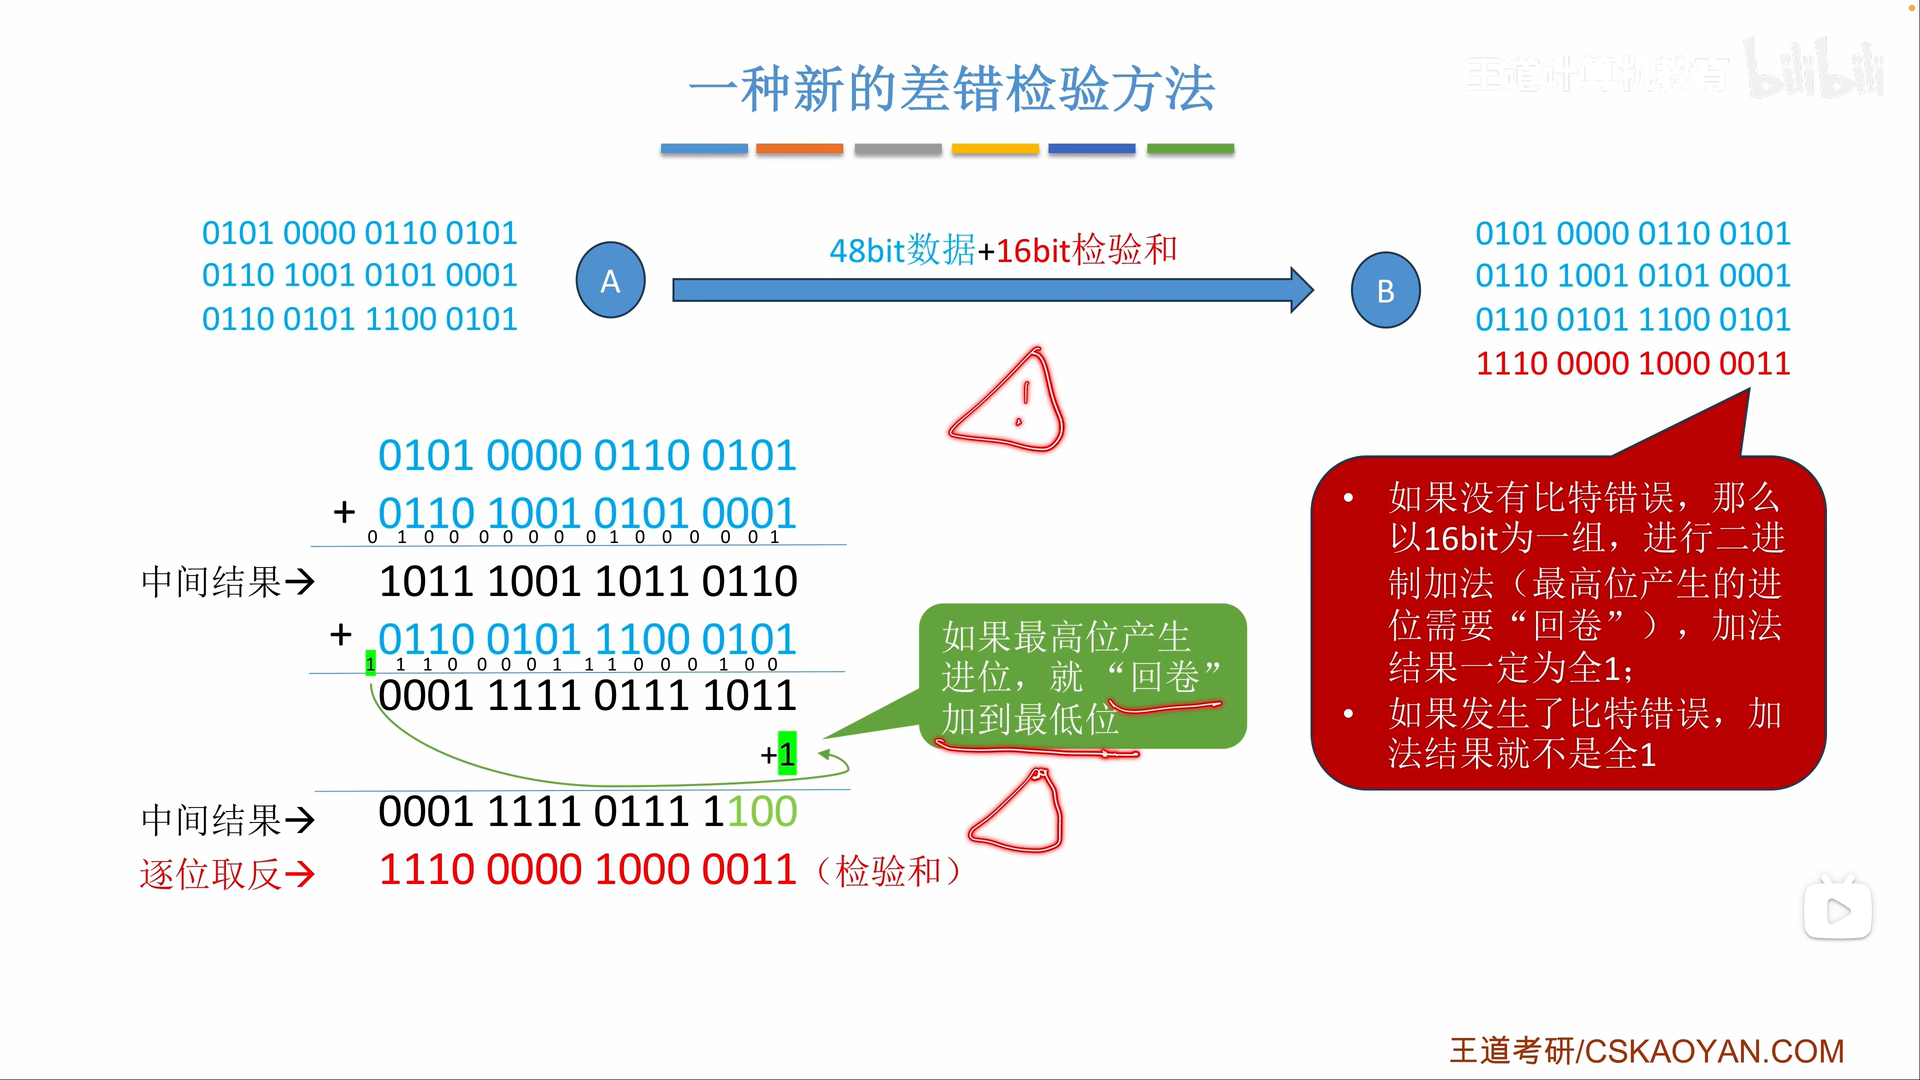 王道计算机教育 bilibili
一种新的差错检验方法
0101 0000 0110 0101
0110 1001 0101 0001
0110 0101 1100 0101
A
48bit数据+16bit检验和
B
0101 0000 0110 0101
0110 1001 0101 0001
0110 0101 1100 0101
1110 0000 1000 0011
0101 0000 0110 0101
+ 0110 1001 0101 0001
0 1 0 0 0 0 0 0 0 1 0 0 0 0 0 1
中间结果→ 1011 1001 1011 0110
+ 0110 0101 1100 0101
1 1 1 0 0 0 0 1 1 1 0 0 0 1 0 0
0001 1111 0111 1011
+1
中间结果→ 0001 1111 0111 1100
逐位取反→ 1110 0000 1000 0011（检验和）
如果最高位产生
进位，就“回卷”
加到最低位
• 如果没有比特错误，那么
以16bit为一组，进行二进
制加法（最高位产生的进
位需要“回卷”），加法
结果一定为全1；
• 如果发生了比特错误，加
法结果就不是全1
王道考研/CSKAOYAN.COM